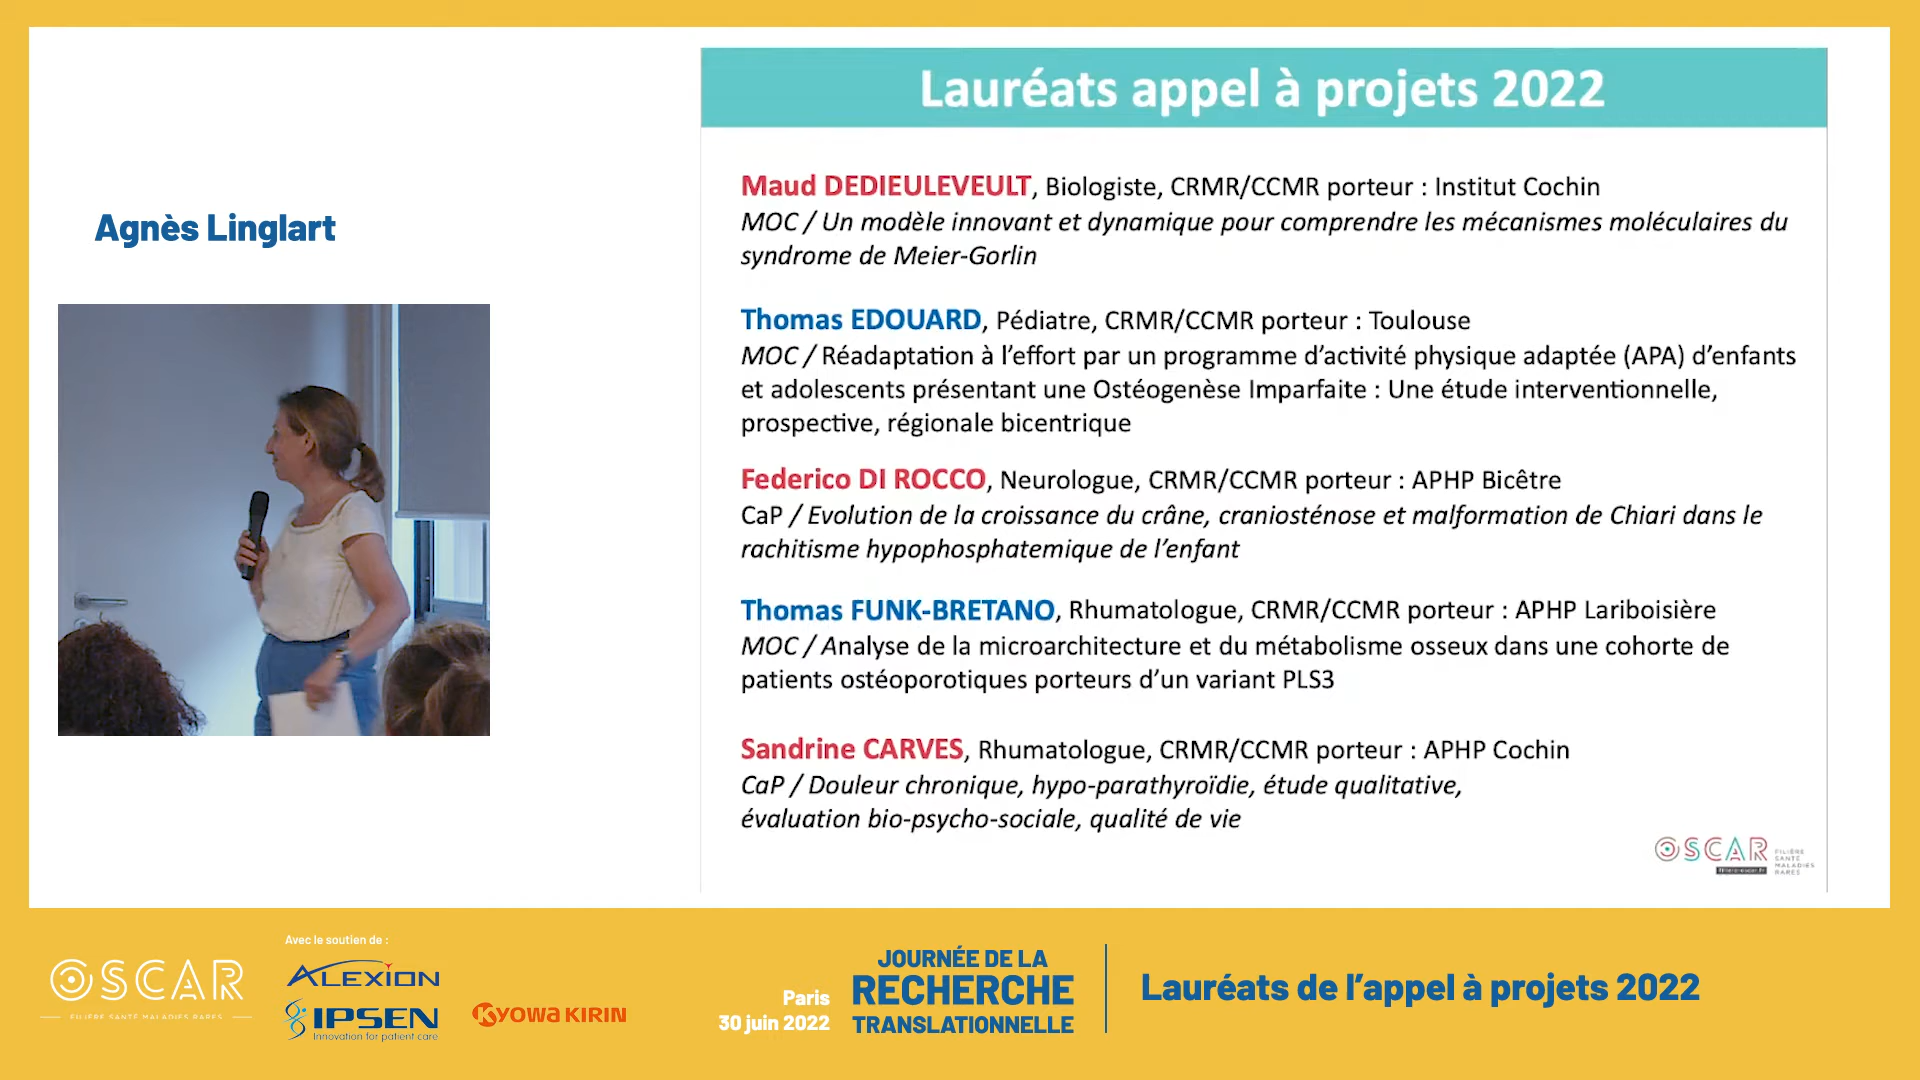 Lauréats appel à projets 2022
Agnès Linglart
Maud DEDIEULEVEULT, Biologiste, CRMR/CCMR porteur : Institut Cochin
MOC / Un modèle innovant et dynamique pour comprendre les mécanismes moléculaires du
syndrome de Meier-Gorlin
Thomas EDOUARD, Pédiatre, CRMR/CCMR porteur : Toulouse
MOC / Réadaptation à l’effort par un programme d’activité physique adaptée (APA) d’enfants
et adolescents présentant une Ostéogenèse Imparfaite : Une étude interventionnelle,
prospective, régionale bicentrique
Federico DI ROCCO, Neurologue, CRMR/CCMR porteur : APHP Bicêtre
CaP / Evolution de la croissance du crâne, craniosténose et malformation de Chiari dans le
rachitisme hypophosphatemique de l’enfant
Thomas FUNK-BRETANO, Rhumatologue, CRMR/CCMR porteur : APHP Lariboisière
MOC / Analyse de la microarchitecture et du métabolisme osseux dans une cohorte de
patients ostéoporotiques porteurs d’un variant PLS3
Sandrine CARVES, Rhumatologue, CRMR/CCMR porteur : APHP Cochin
CaP / Douleur chronique, hypo-parathyroïdie, étude qualitative,
évaluation bio-psycho-sociale, qualité de vie
OSCAR
FILIÈRE
SANTÉ
MALADIES
RARES
OSCAR
FILIÈRE SANTÉ MALADIES RARES
Avec le soutien de :
ALEXION
IPSEN
Innovation for patient care
KYOWA KIRIN
Paris
30 juin 2022
JOURNÉE DE LA
RECHERCHE
TRANSLATIONNELLE
Lauréats de l’appel à projets 2022